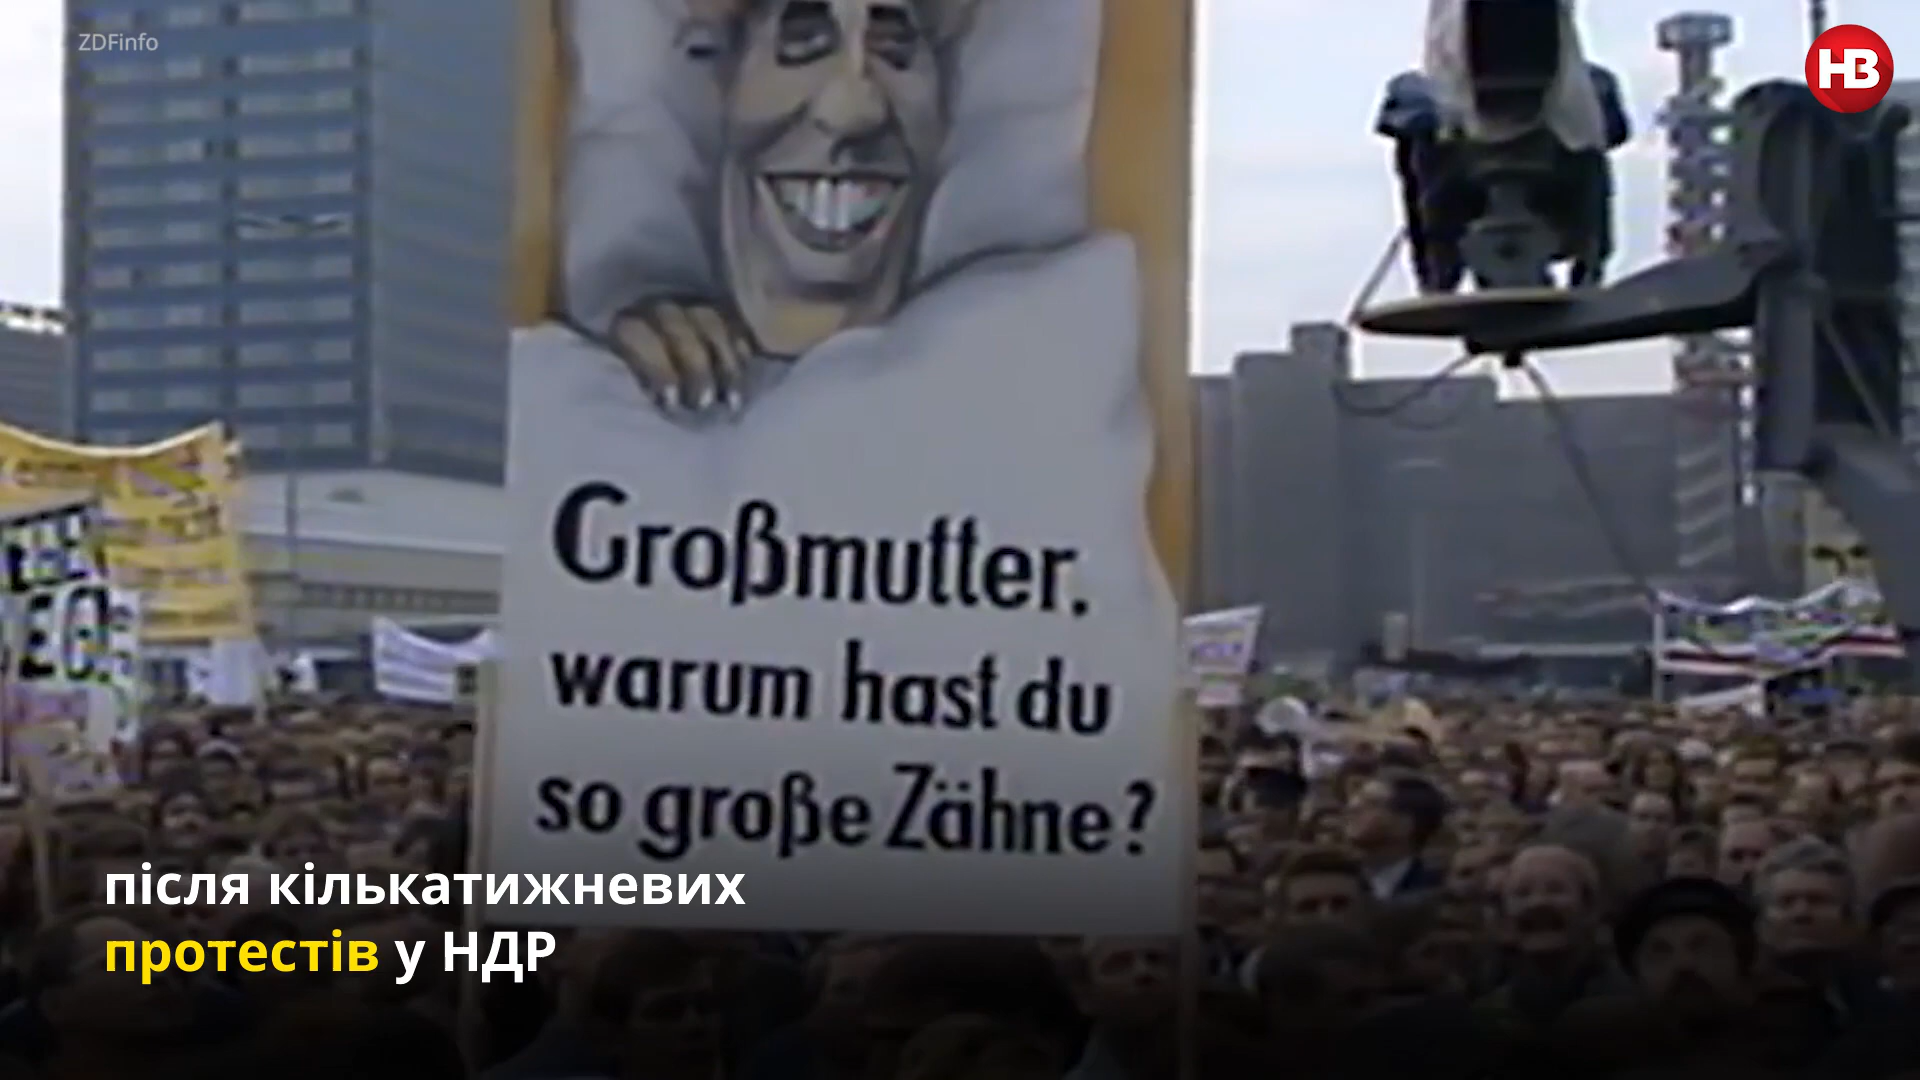 ZDFinfo
НВ
Großmutter,
warum hast du
so große Zähne?
після кількатижневих
протестів у НДР